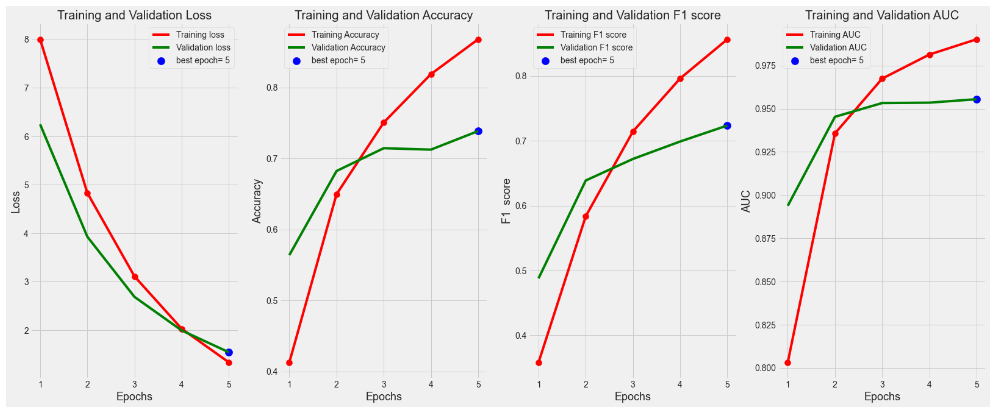 Training and Validation Loss
Training loss
Validation loss
best epoch= 5
8
7
6
5
4
3
2
Loss
1 2 3 4 5
Epochs
Training and Validation Accuracy
Training Accuracy
Validation Accuracy
best epoch= 5
0.8
0.7
0.6
0.5
0.4
Accuracy
1 2 3 4 5
Epochs
Training and Validation F1 score
Training F1 score
Validation F1 score
best epoch= 5
0.8
0.7
0.6
0.5
0.4
F1 score
1 2 3 4 5
Epochs
Training and Validation AUC
Training AUC
Validation AUC
best epoch= 5
0.975
0.950
0.925
0.900
0.875
0.850
0.825
0.800
AUC
1 2 3 4 5
Epochs